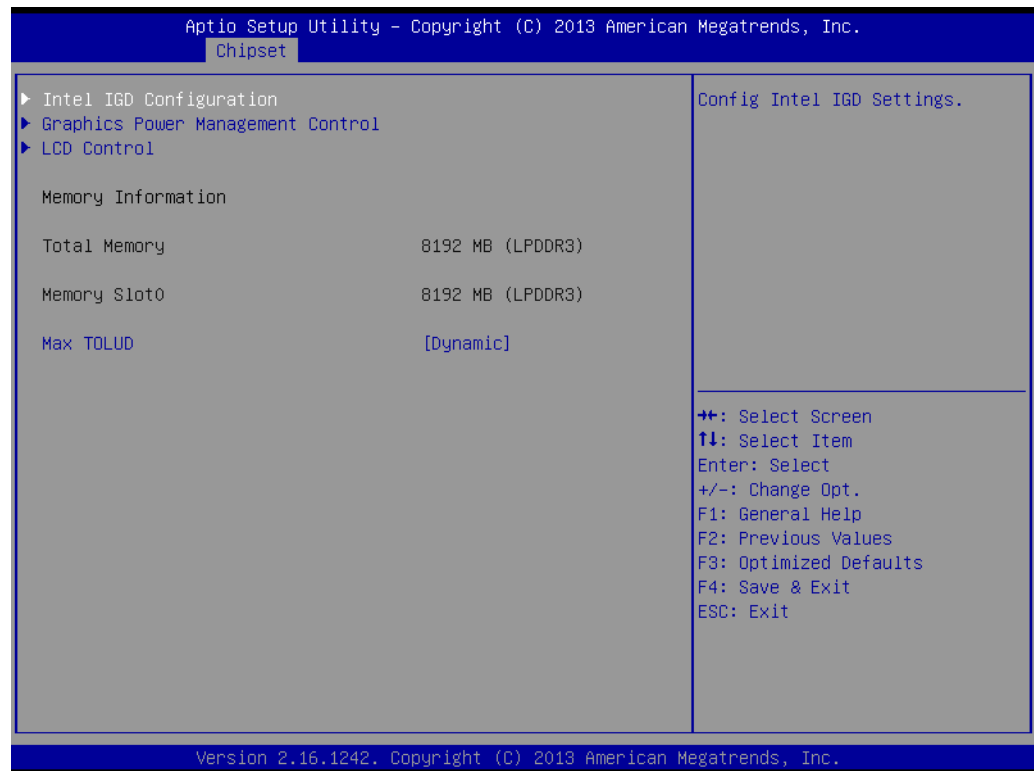 Aptio Setup Utility – Copyright (C) 2013 American Megatrends, Inc.
Chipset
Intel IGD Configuration
Graphics Power Management Control
LCD Control
Memory Information
Total Memory 8192 MB (LPDDR3)
Memory Slot0 8192 MB (LPDDR3)
Max TOLUD [Dynamic]
Config Intel IGD Settings.
→←: Select Screen
↑↓: Select Item
Enter: Select
+/-: Change Opt.
F1: General Help
F2: Previous Values
F3: Optimized Defaults
F4: Save & Exit
ESC: Exit
Version 2.16.1242. Copyright (C) 2013 American Megatrends, Inc.